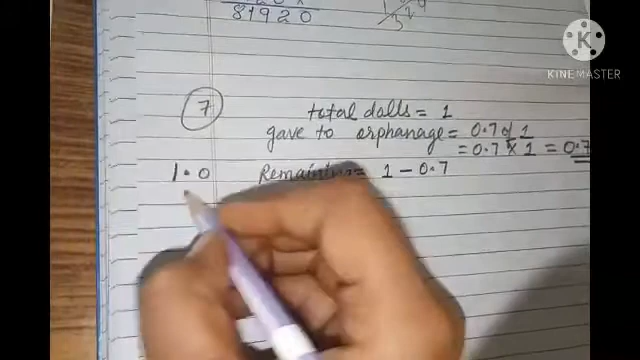 81920
KINEMASTER
7 total dolls = 1
gave to orphanage = 0.7 of 1
= 0.7 × 1 = 0.7
1.0 Remaining = 1 - 0.7